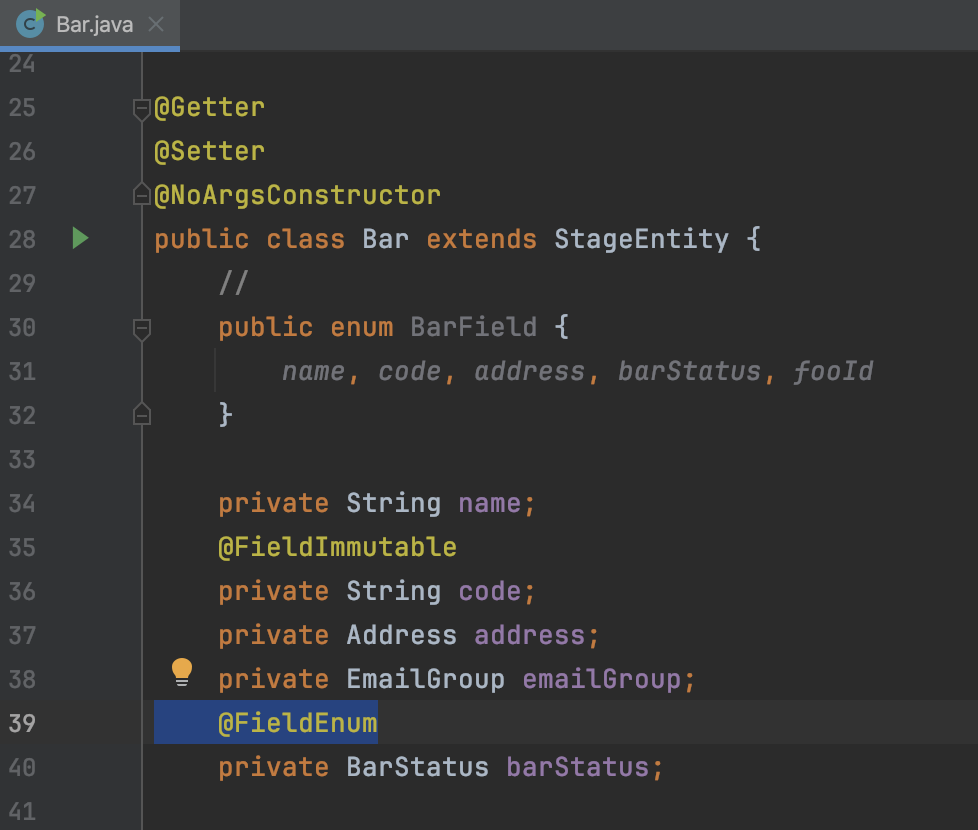 Bar.java
24
25 @Getter
26 @Setter
27 @NoArgsConstructor
28 public class Bar extends StageEntity {
29 //
30 public enum BarField {
31 name, code, address, barStatus, fooId
32 }
33
34 private String name;
35 @FieldImmutable
36 private String code;
37 private Address address;
38 private EmailGroup emailGroup;
39 @FieldEnum
40 private BarStatus barStatus;
41